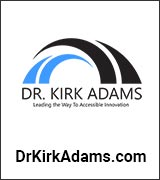 DR. KIRK ADAMS
Leading the Way To Accessible Innovation
DrKirkAdams.com